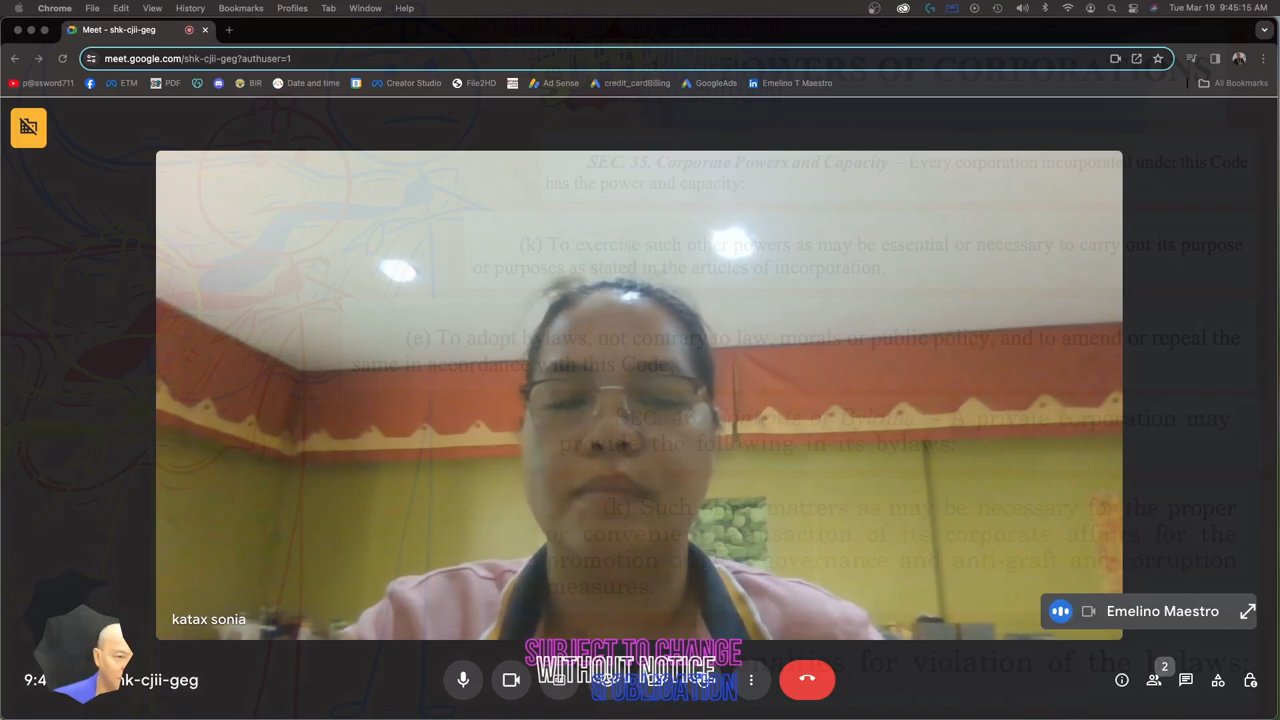 Chrome File Edit View History Bookmarks Profiles Tab Window Help Tue Mar 19 9:45:15 AM
Meet - shk-cjii-geg
meet.google.com/shk-cjii-geg?authuser=1
p@ssword711 ETM PDF BIR Date and time Creator Studio File2HD Ad Sense credit_cardBilling GoogleAds Emelino T Maestro All Bookmarks
OF CORPORATIONS
SEC. 35. Corporate Powers and Capacity. – Every corporation incorporated under this Code
has the power and capacity:
(k) To exercise such other powers as may be essential or necessary to carry out its purpose
or purposes as stated in the articles of incorporation.
(e) To adopt bylaws, not contrary to law, morals or public policy, and to amend or repeal the
same in accordance with this Code;
SEC. Contents of Bylaws. – A private corporation may
provide the following in its bylaws:
(k) Such matters as may be necessary for the proper
or convenient transaction of its corporate affairs for the
promotion of governance and anti-graft and corruption
measures.
katax sonia
Emelino Maestro
SUBJECT TO CHANGE
WITHOUT NOTICE
& OBLIGATION
for violation of the bylaws:
9:4
hk-cjii-geg
2